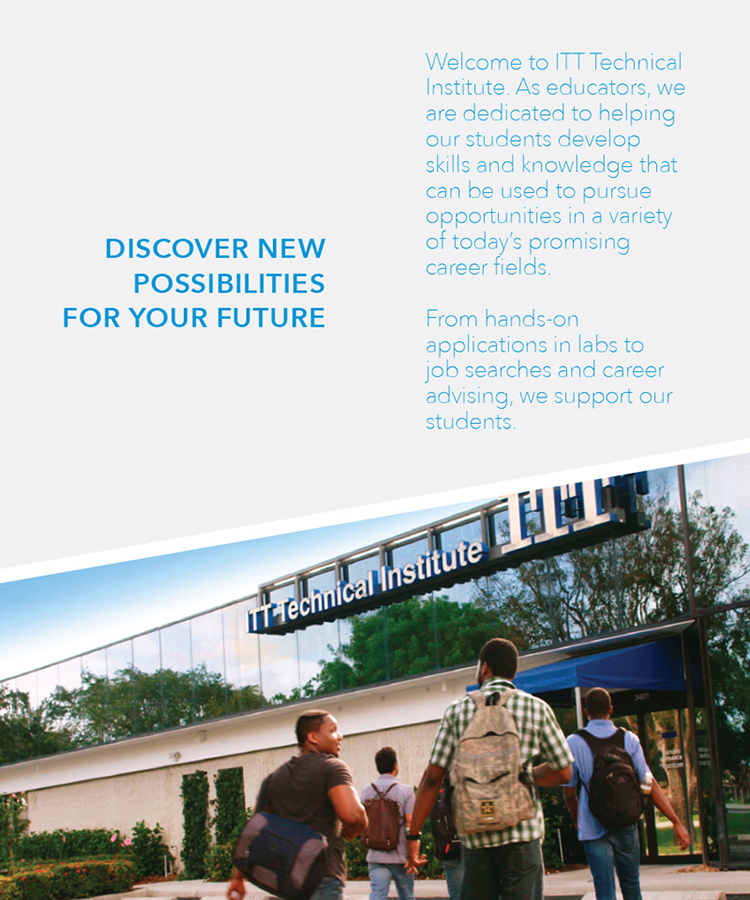 DISCOVER NEW
POSSIBILITIES
FOR YOUR FUTURE
Welcome to ITT Technical
Institute. As educators, we
are dedicated to helping
our students develop
skills and knowledge that
can be used to pursue
opportunities in a variety
of today's promising
career fields.
From hands-on
applications in labs to
job searches and career
advising, we support our
students.
ITT
ITT Technical Institute
3401